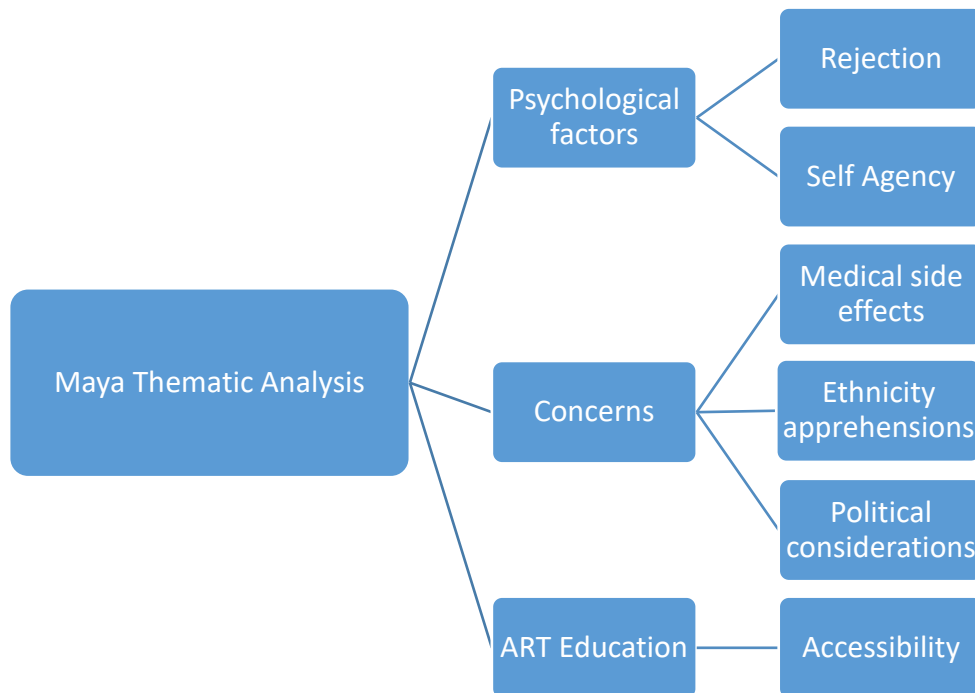 Maya Thematic Analysis
Psychological
factors
Rejection
Self Agency
Concerns
Medical side
effects
Ethnicity
apprehensions
Political
considerations
ART Education
Accessibility